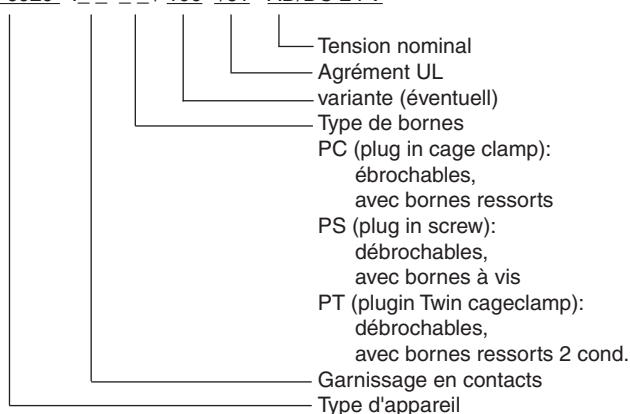 Tension nominal
Agrément UL
variante (éventuell)
Type de bornes
PC (plug in cage clamp):
ébrochables,
avec bornes ressorts
PS (plug in screw):
débrochables,
avec bornes à vis
PT (plugin Twin cageclamp):
débrochables,
avec bornes ressorts 2 cond.
Garnissage en contacts
Type d'appareil